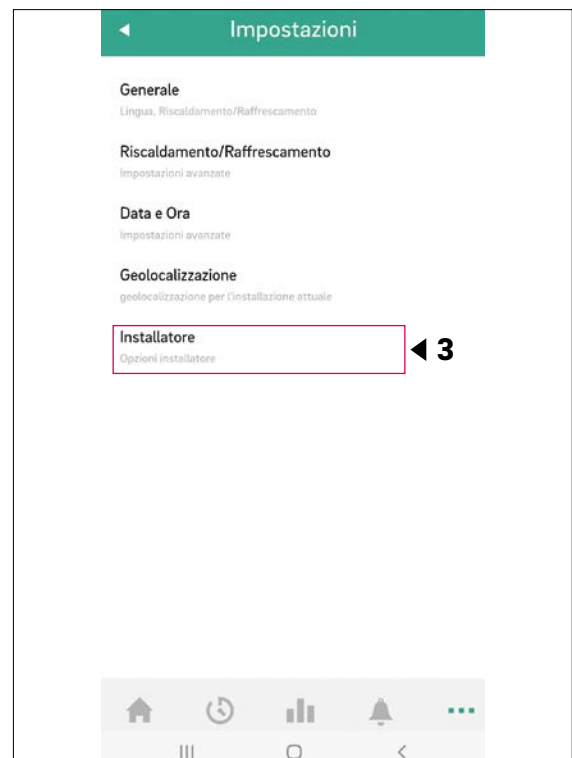 Impostazioni
Generale
Lingua, Riscaldamento/Raffrescamento
Riscaldamento/Raffrescamento
Impostazioni avanzate
Data e Ora
Impostazioni avanzate
Geolocalizzazione
geolocalizzazione per l'installazione attuale
Installatore
Opzioni installatore
3